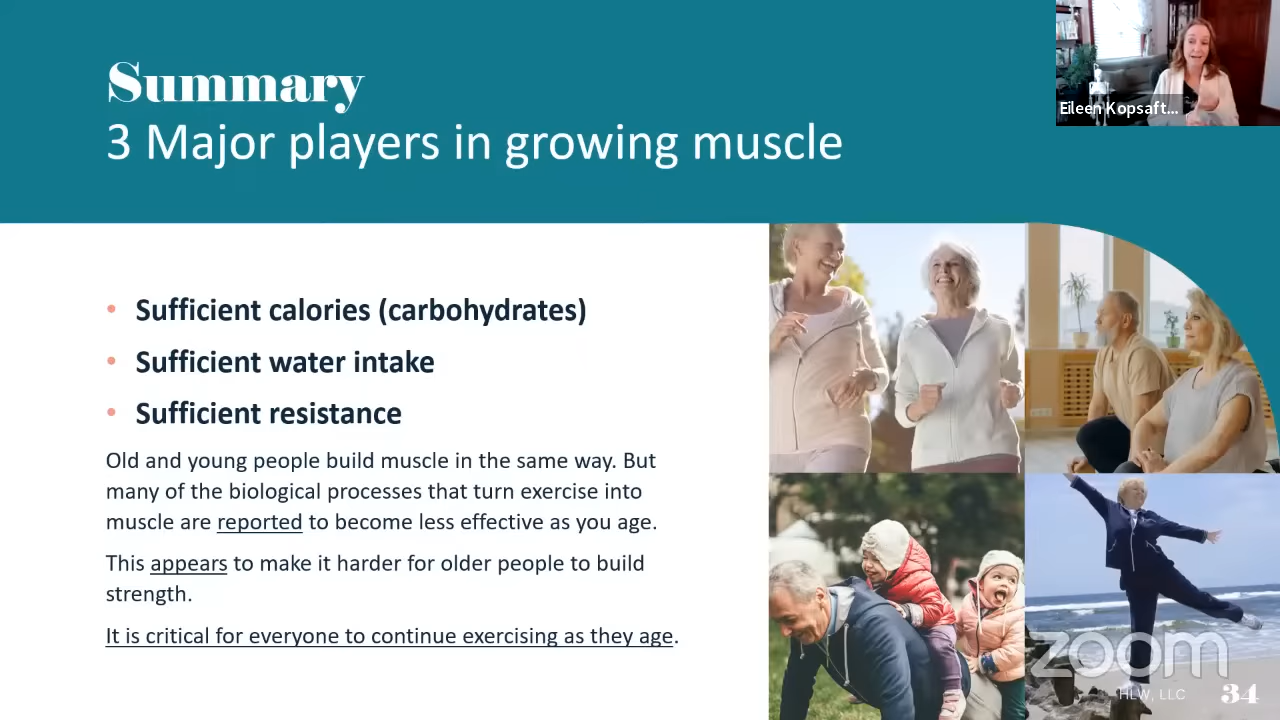 Summary
3 Major players in growing muscle
Eileen Kopsaft...
• Sufficient calories (carbohydrates)
• Sufficient water intake
• Sufficient resistance
Old and young people build muscle in the same way. But
many of the biological processes that turn exercise into
muscle are reported to become less effective as you age.
This appears to make it harder for older people to build
strength.
It is critical for everyone to continue exercising as they age.
zoom
HLW, LLC
34